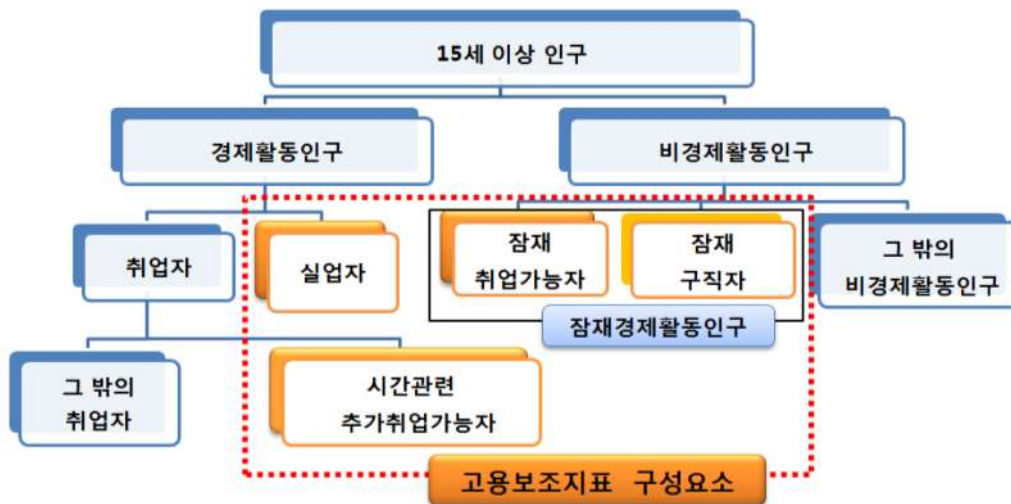 15세 이상 인구
경제활동인구
비경제활동인구
취업자
실업자
잠재
취업가능자
잠재
구직자
그 밖의
비경제활동인구
잠재경제활동인구
그 밖의
취업자
시간관련
추가취업가능자
고용보조지표 구성요소